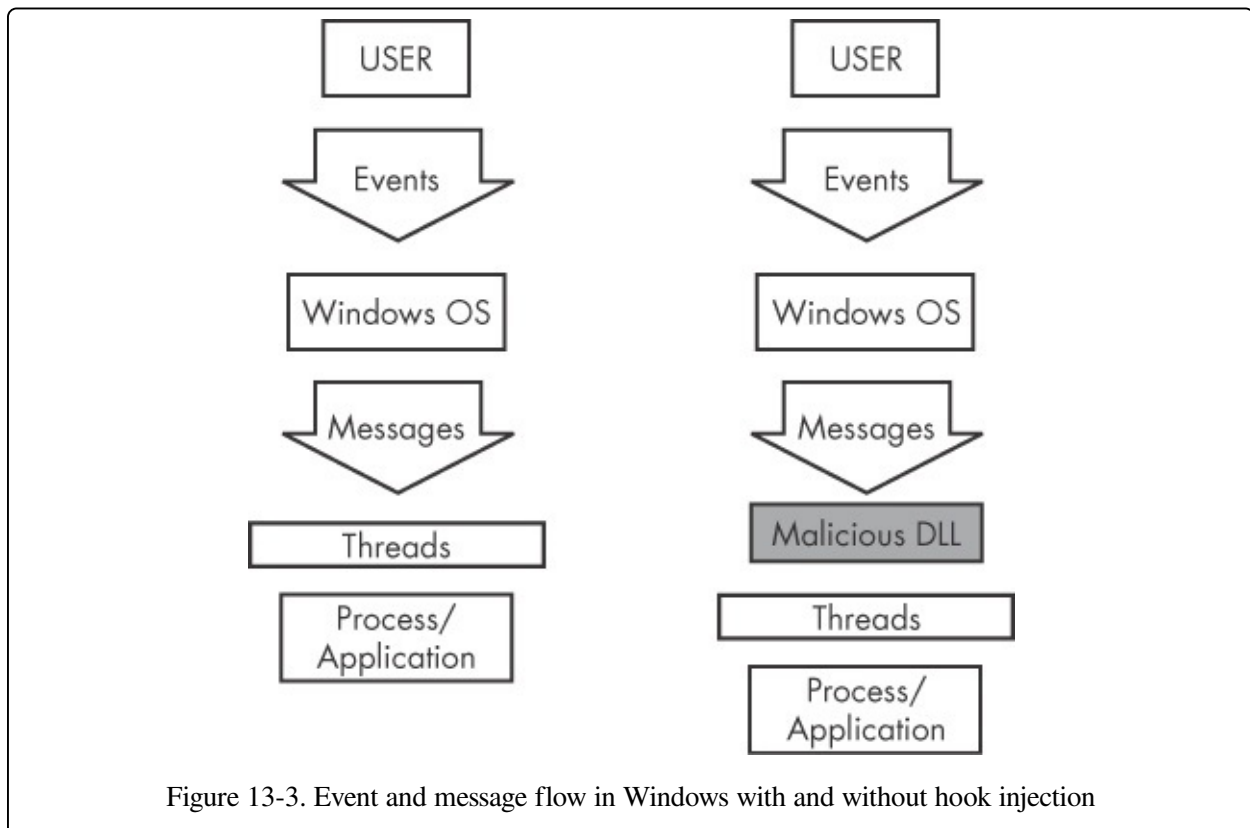 USER
Events
Windows OS
Messages
Threads
Process/
Application
USER
Events
Windows OS
Messages
Malicious DLL
Threads
Process/
Application
Figure 13-3. Event and message flow in Windows with and without hook injection